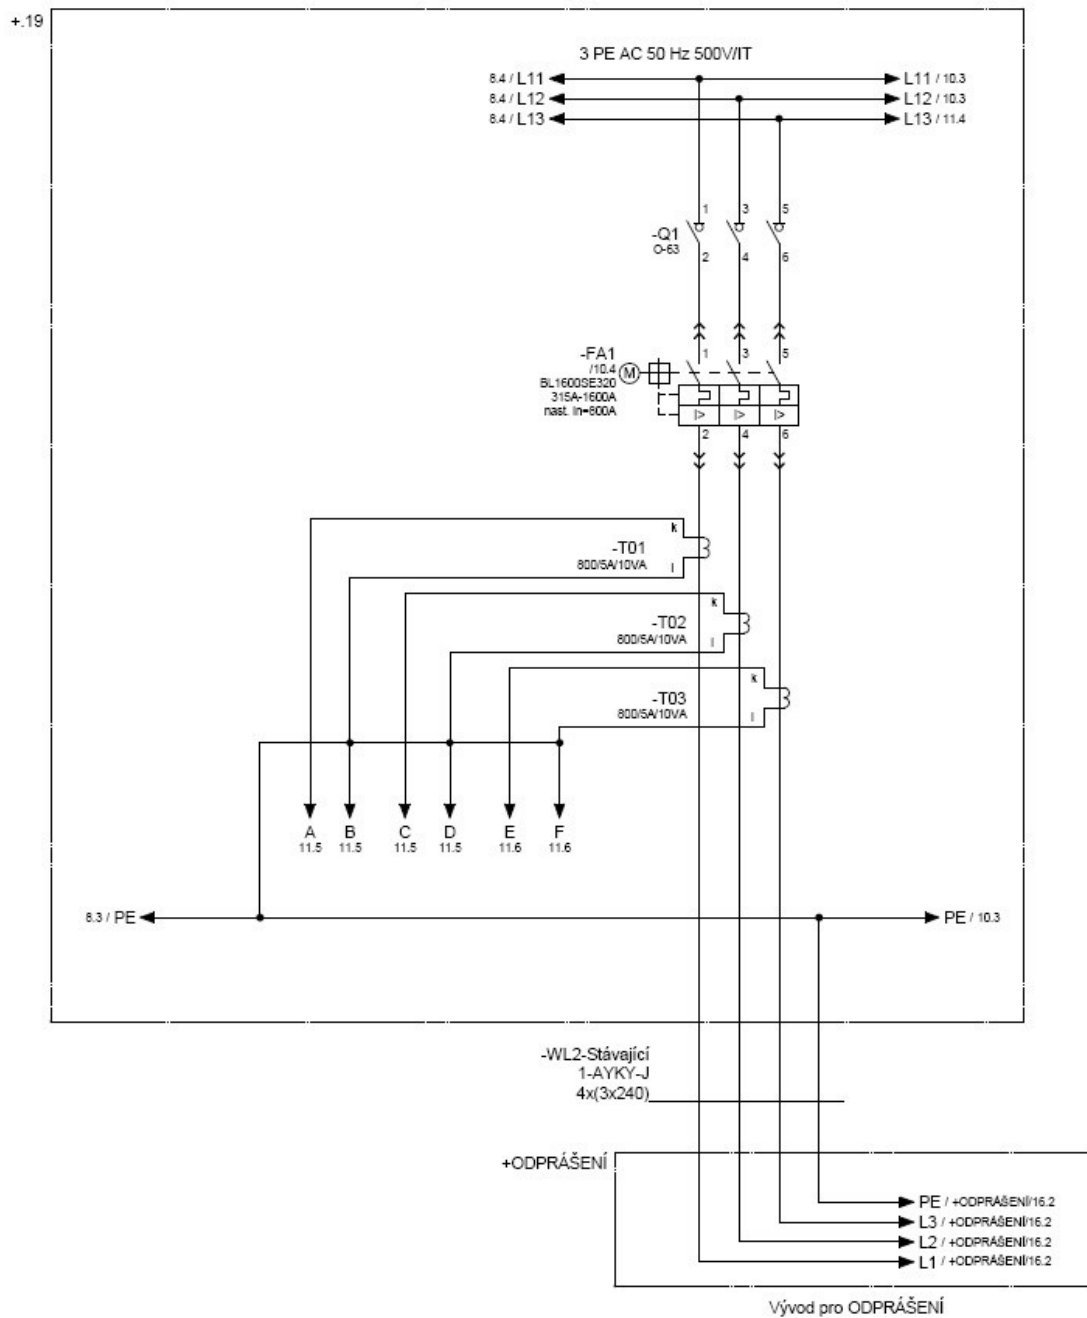 +.19
3 PE AC 50 Hz 500V/IT
8.4 / L11
L11 / 10.3
8.4 / L12
L12 / 10.3
8.4 / L13
L13 / 11.4
1 3 5
-Q1
O-63
2 4 6
-FA1
/10.4
BL1600SE320
315A-1600A
nast. In=800A
M
1 3 5
I> I> I>
2 4 6
k
-T01
800/5A/10VA
l
k
-T02
800/5A/10VA
l
k
-T03
800/5A/10VA
l
A B C D E F
11.5 11.5 11.5 11.5 11.6 11.6
8.3 / PE
PE / 10.3
-WL2-Stávající
1-AYKY-J
4x(3x240)
+ODPRÁŠENÍ
PE / +ODPRÁŠENÍ/16.2
L3 / +ODPRÁŠENÍ/16.2
L2 / +ODPRÁŠENÍ/16.2
L1 / +ODPRÁŠENÍ/16.2
Vývod pro ODPRÁŠENÍ